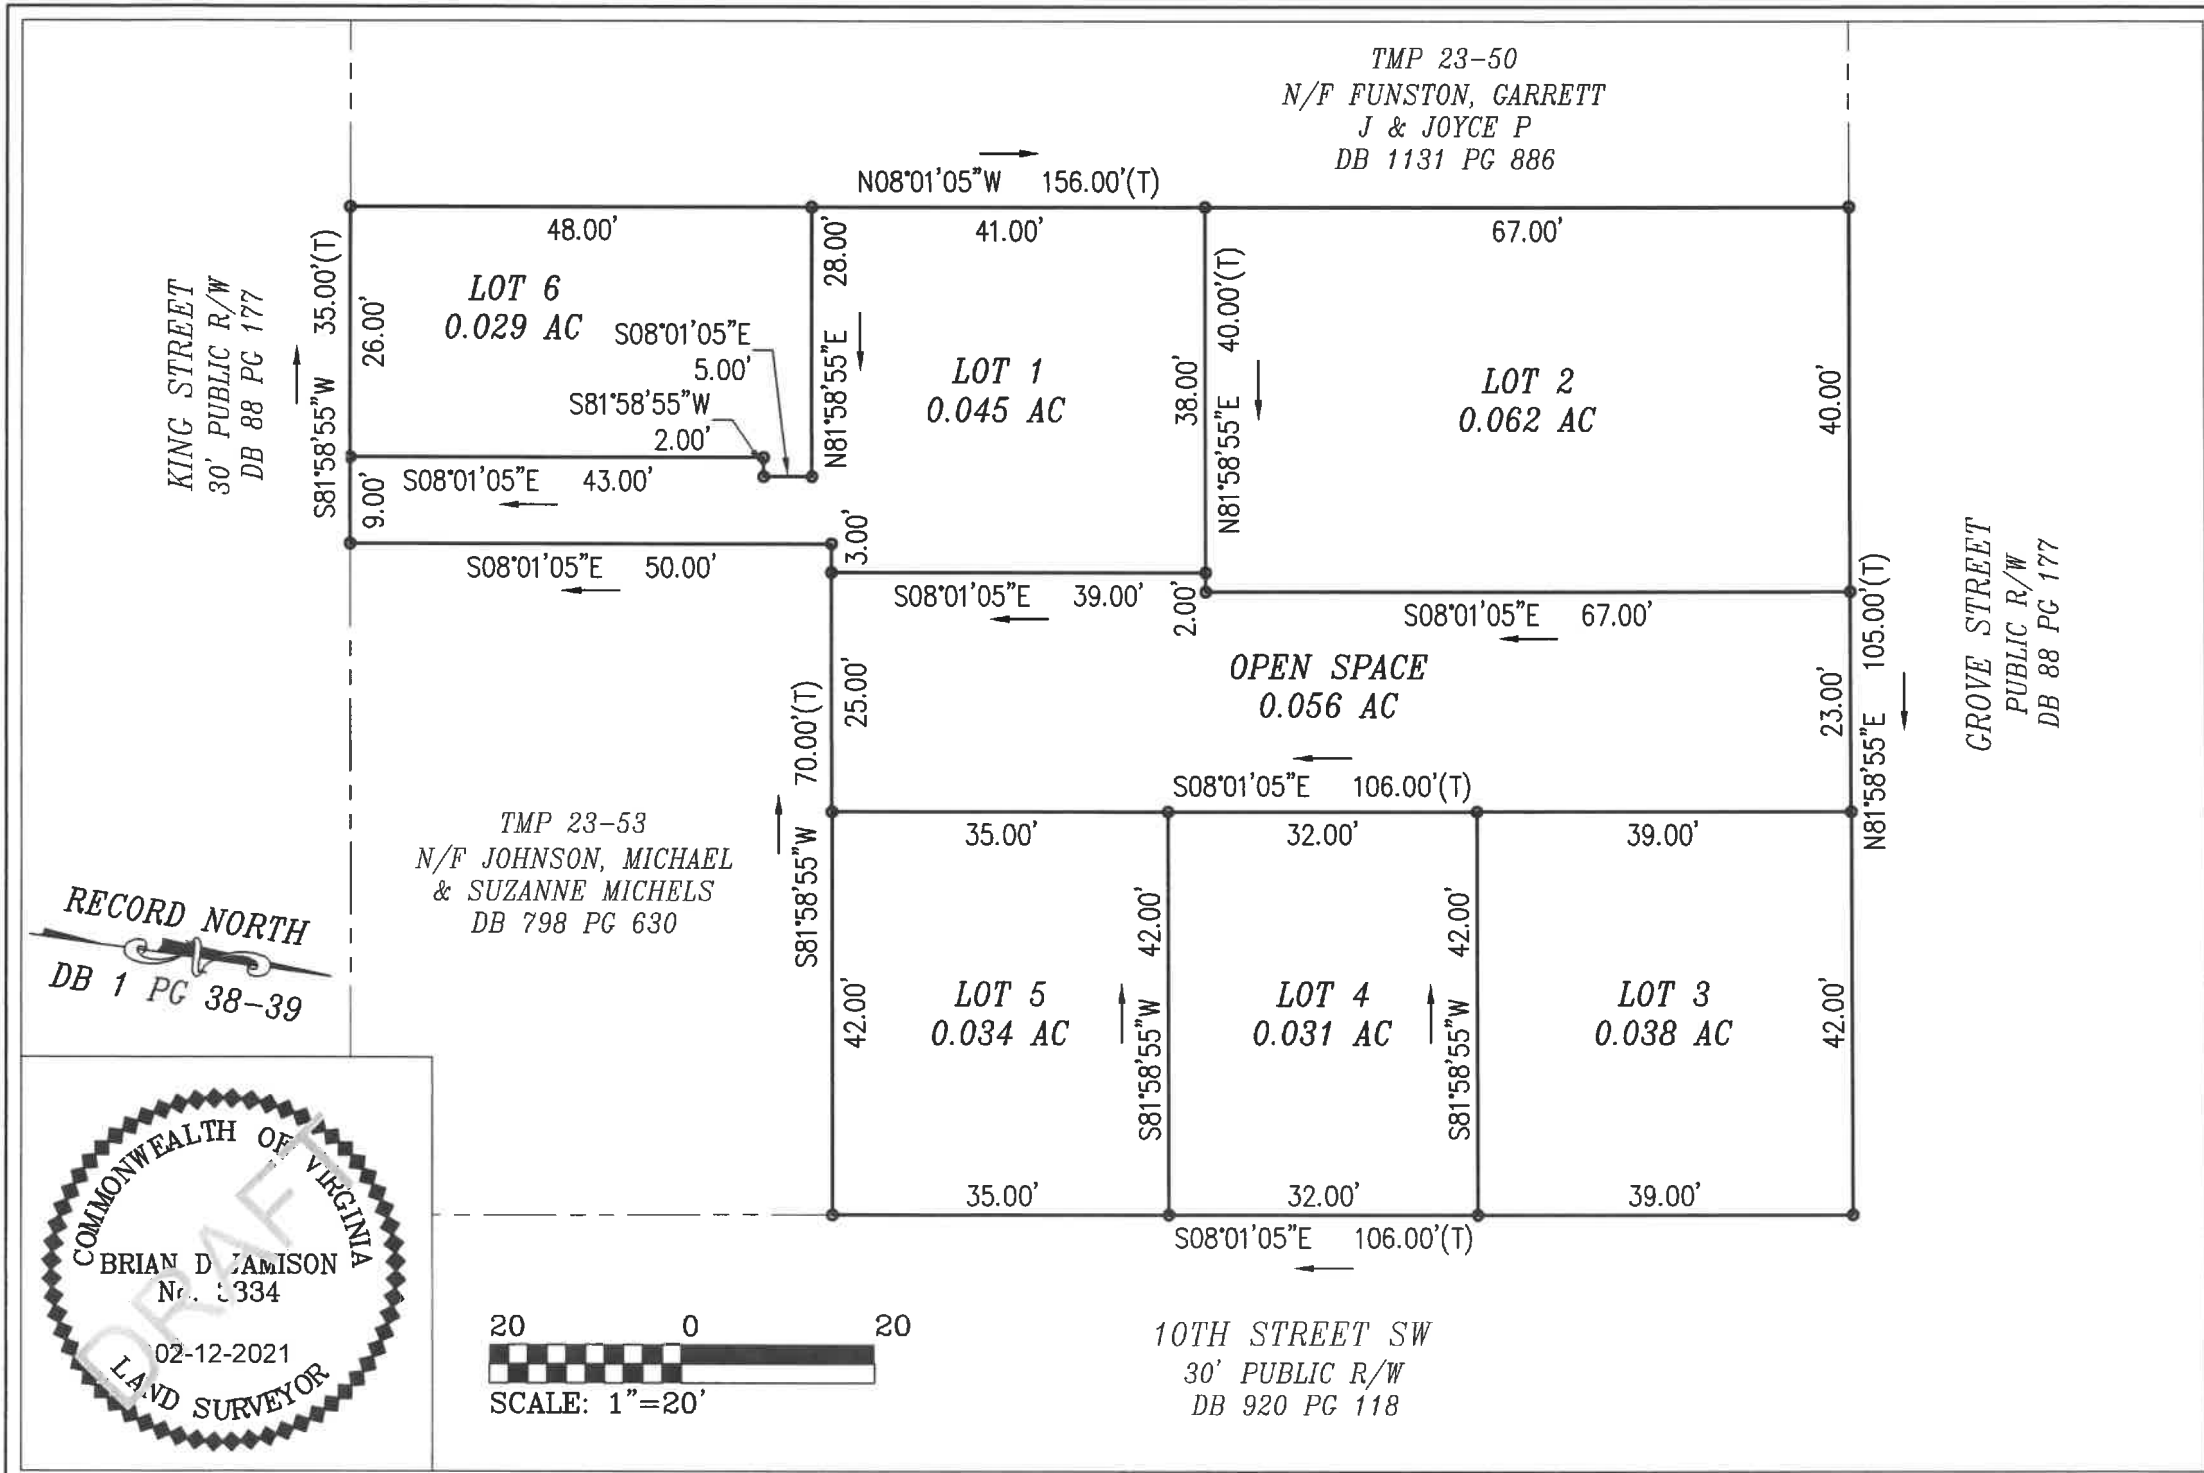 TMP 23-50
N/F FUNSTON, GARRETT
J & JOYCE P
DB 1131 PG 886
N08°01'05"W 156.00'(T)
48.00'
41.00'
67.00'
KING STREET
30' PUBLIC R/W
DB 88 PG 177
S81°58'55"W 35.00'(T)
26.00'
9.00'
LOT 6
0.029 AC
S08°01'05"E
5.00'
S81°58'55"W
2.00'
S08°01'05"E 43.00'
28.00'
N81°58'55"E
LOT 1
0.045 AC
38.00'
N81°58'55"E 40.00'(T)
LOT 2
0.062 AC
40.00'
S08°01'05"E 50.00'
3.00'
S08°01'05"E 39.00'
2.00'
S08°01'05"E 67.00'
GROVE STREET
PUBLIC R/W
DB 88 PG 177
N81°58'55"E 105.00'(T)
23.00'
OPEN SPACE
0.056 AC
25.00'
S81°58'55"W 70.00'(T)
S08°01'05"E 106.00'(T)
35.00'
32.00'
39.00'
TMP 23-53
N/F JOHNSON, MICHAEL
& SUZANNE MICHELS
DB 798 PG 630
RECORD NORTH
DB 1 PG 38-39
42.00'
LOT 5
0.034 AC
S81°58'55"W 42.00'
LOT 4
0.031 AC
S81°58'55"W 42.00'
LOT 3
0.038 AC
42.00'
35.00'
32.00'
39.00'
S08°01'05"E 106.00'(T)
COMMONWEALTH OF VIRGINIA
BRIAN D JAMISON
No. 3334
02-12-2021
LAND SURVEYOR
DRAFT
20 0 20
SCALE: 1"=20'
10TH STREET SW
30' PUBLIC R/W
DB 920 PG 118